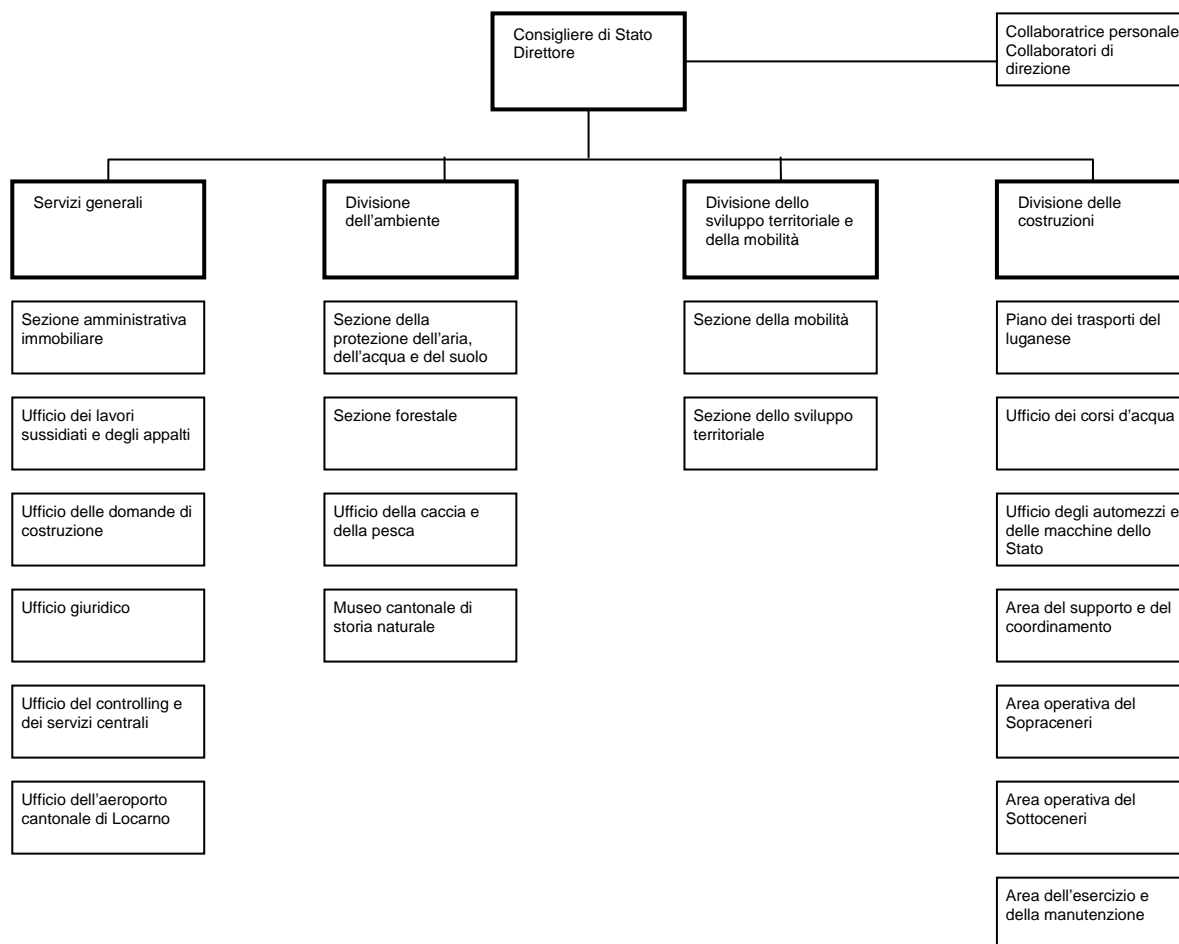 Consigliere di Stato
Direttore
Collaboratrice personale
Collaboratori di
direzione
Servizi generali
Divisione
dell’ambiente
Divisione dello
sviluppo territoriale e
della mobilità
Divisione delle
costruzioni
Sezione amministrativa
immobiliare
Sezione della
protezione dell’aria,
dell’acqua e del suolo
Sezione della mobilità
Piano dei trasporti del
luganese
Ufficio dei lavori
sussidiati e degli appalti
Sezione forestale
Sezione dello sviluppo
territoriale
Ufficio dei corsi d’acqua
Ufficio delle domande di
costruzione
Ufficio della caccia e
della pesca
Ufficio degli automezzi e
delle macchine dello
Stato
Ufficio giuridico
Museo cantonale di
storia naturale
Area del supporto e del
coordinamento
Ufficio del controlling e
dei servizi centrali
Area operativa del
Sopraceneri
Ufficio dell’aeroporto
cantonale di Locarno
Area operativa del
Sottoceneri
Area dell’esercizio e
della manutenzione